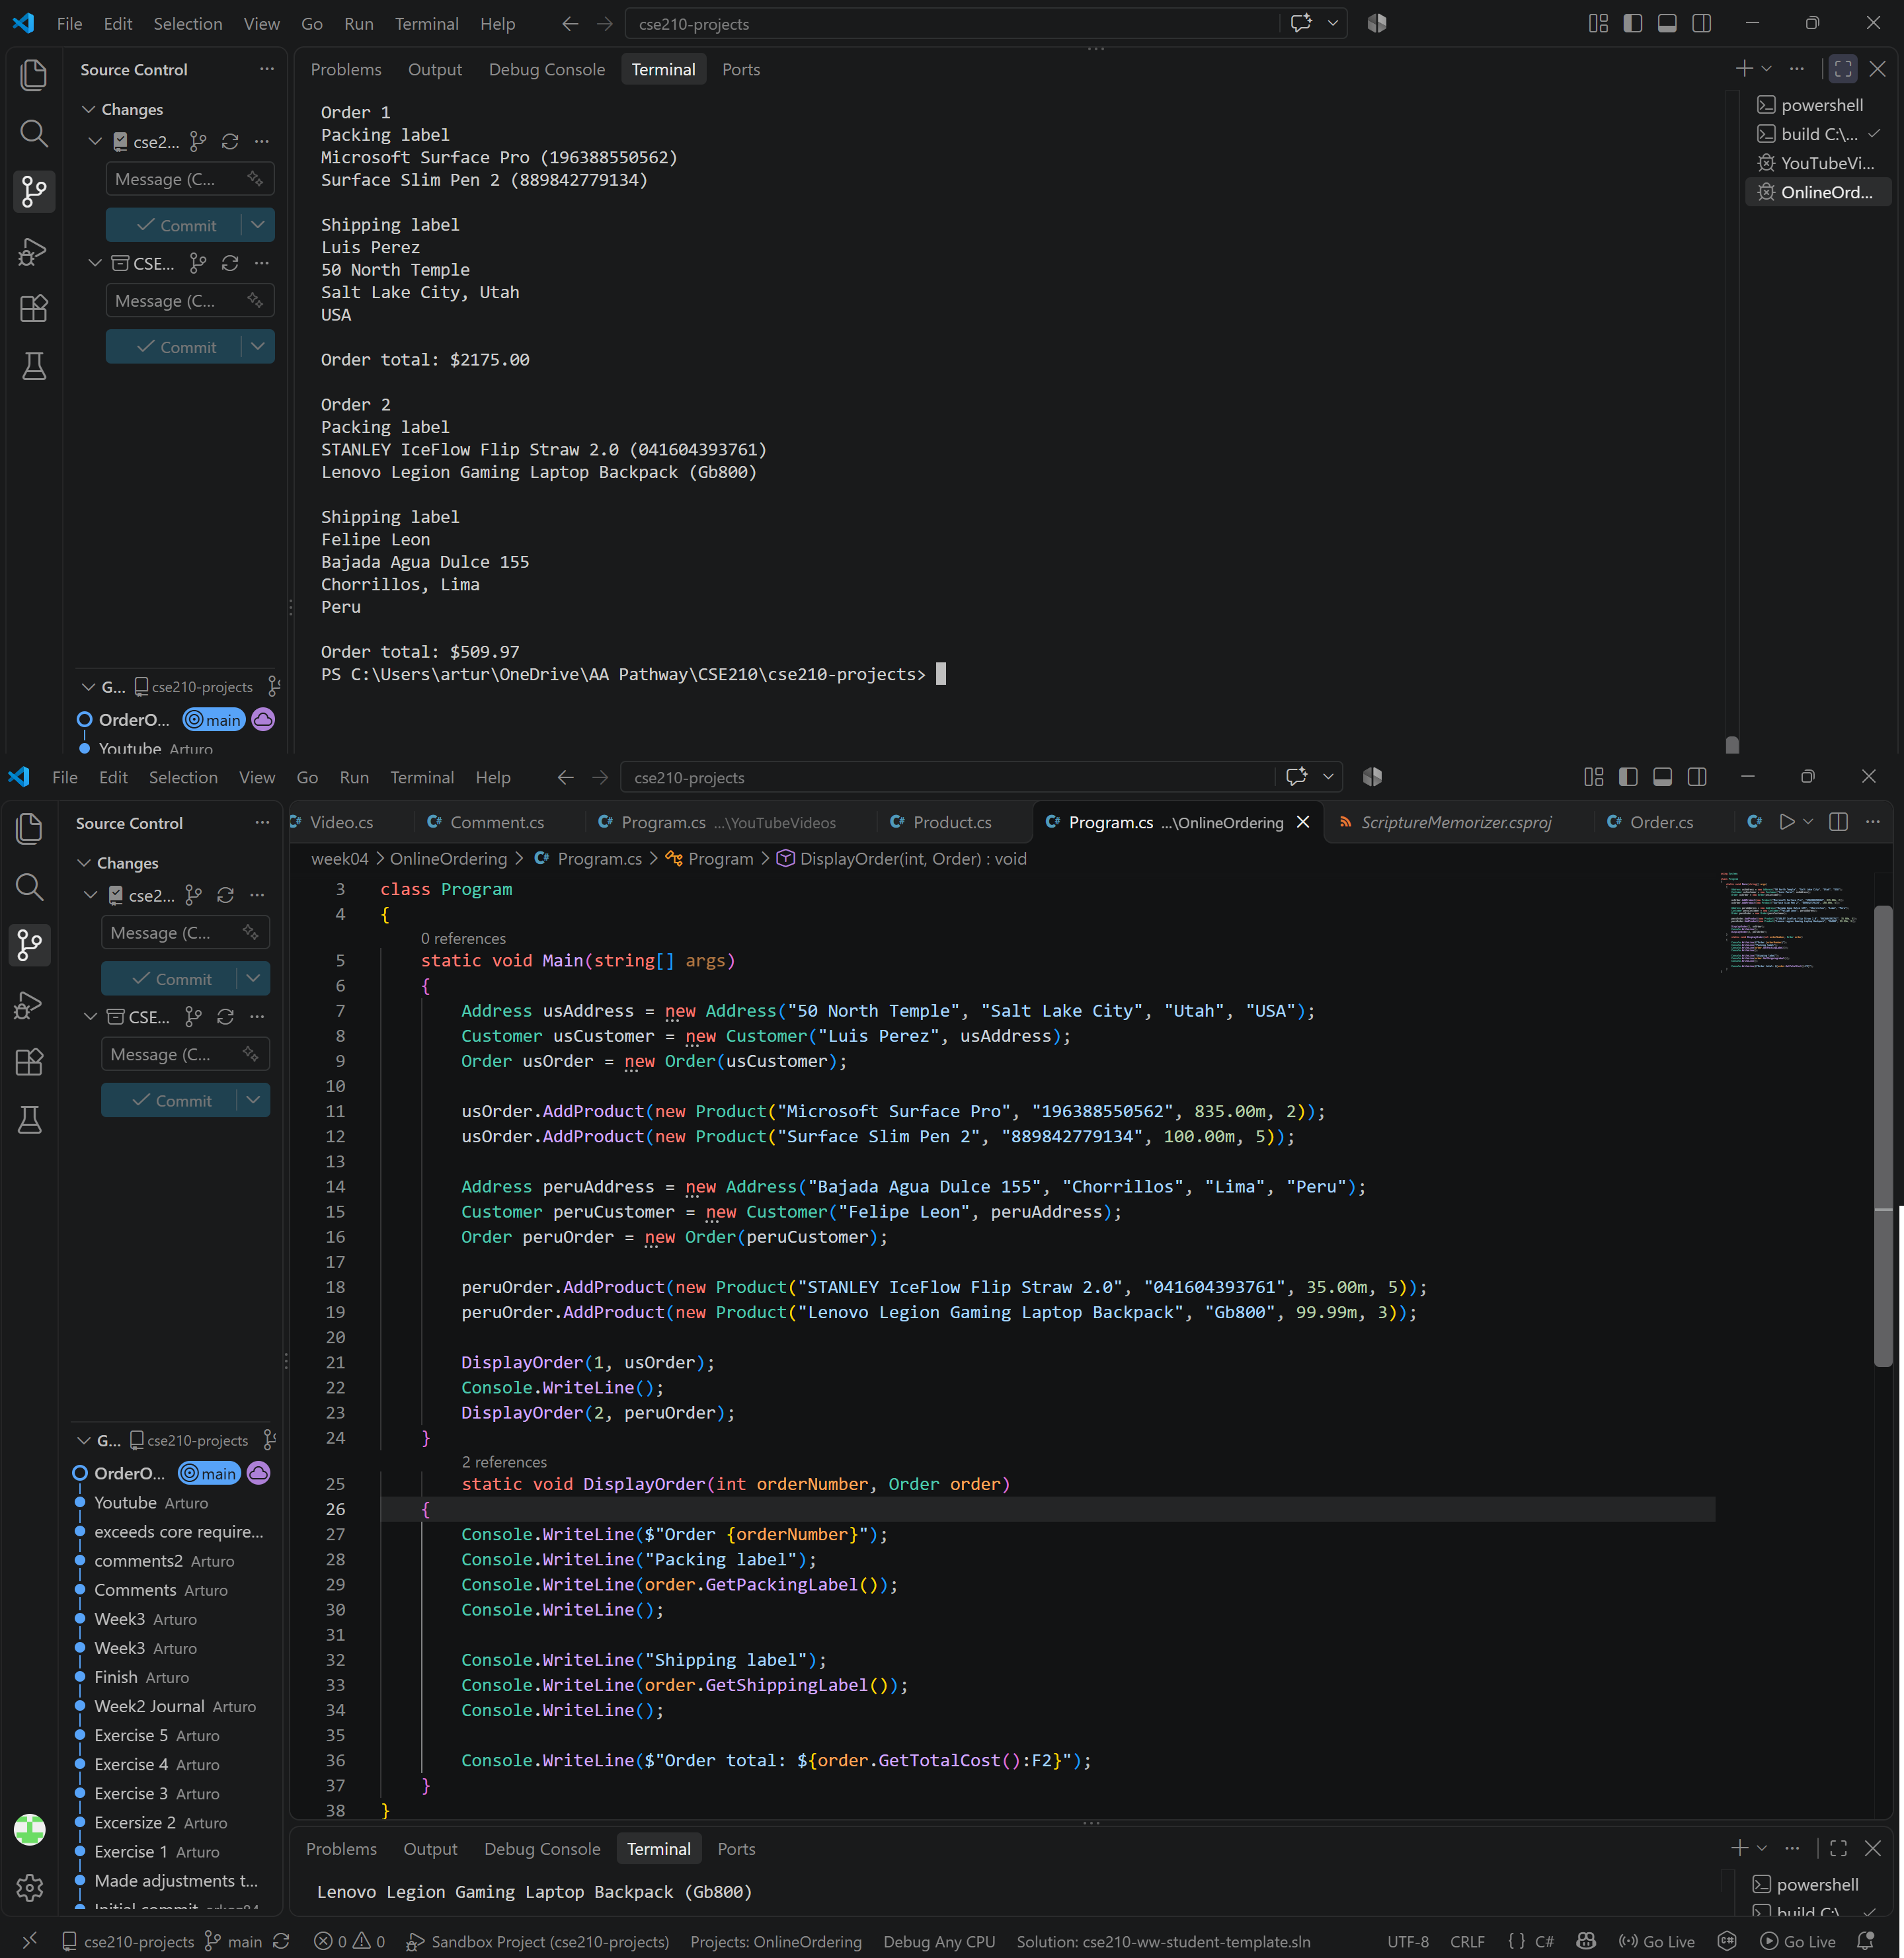 File Edit Selection View Go Run Terminal Help cse210-projects
Source Control
Problems Output Debug Console Terminal Ports
Changes
cse2...
Message (C...
Commit
CSE...
Message (C...
Commit
G... cse210-projects
OrderO... main
Youtube Arturo
Order 1
Packing label
Microsoft Surface Pro (196388550562)
Surface Slim Pen 2 (889842779134)
Shipping label
Luis Perez
50 North Temple
Salt Lake City, Utah
USA
Order total: $2175.00
Order 2
Packing label
STANLEY IceFlow Flip Straw 2.0 (041604393761)
Lenovo Legion Gaming Laptop Backpack (Gb800)
Shipping label
Felipe Leon
Bajada Agua Dulce 155
Chorrillos, Lima
Peru
Order total: $509.97
PS C:\Users\artur\OneDrive\AA Pathway\CSE210\cse210-projects>
powershell
build C:\...
YouTubeVi...
OnlineOrd...
File Edit Selection View Go Run Terminal Help cse210-projects
Source Control
Changes
cse2...
Message (C...
Commit
CSE...
Message (C...
Commit
G... cse210-projects
OrderO... main
Youtube Arturo
exceeds core require...
comments2 Arturo
Comments Arturo
Week3 Arturo
Week3 Arturo
Finish Arturo
Week2 Journal Arturo
Exercise 5 Arturo
Exercise 4 Arturo
Exercise 3 Arturo
Excersize 2 Arturo
Exercise 1 Arturo
Made adjustments t...
C# Video.cs C# Comment.cs C# Program.cs ...\YouTubeVideos C# Product.cs C# Program.cs ...\OnlineOrdering ScriptureMemorizer.csproj C# Order.cs C#
week04 > OnlineOrdering > C# Program.cs > Program > DisplayOrder(int, Order) : void
3 class Program
4 {
0 references
5 static void Main(string[] args)
6 {
7 Address usAddress = new Address("50 North Temple", "Salt Lake City", "Utah", "USA");
8 Customer usCustomer = new Customer("Luis Perez", usAddress);
9 Order usOrder = new Order(usCustomer);
10
11 usOrder.AddProduct(new Product("Microsoft Surface Pro", "196388550562", 835.00m, 2));
12 usOrder.AddProduct(new Product("Surface Slim Pen 2", "889842779134", 100.00m, 5));
13
14 Address peruAddress = new Address("Bajada Agua Dulce 155", "Chorrillos", "Lima", "Peru");
15 Customer peruCustomer = new Customer("Felipe Leon", peruAddress);
16 Order peruOrder = new Order(peruCustomer);
17
18 peruOrder.AddProduct(new Product("STANLEY IceFlow Flip Straw 2.0", "041604393761", 35.00m, 5));
19 peruOrder.AddProduct(new Product("Lenovo Legion Gaming Laptop Backpack", "Gb800", 99.99m, 3));
20
21 DisplayOrder(1, usOrder);
22 Console.WriteLine();
23 DisplayOrder(2, peruOrder);
24 }
2 references
25 static void DisplayOrder(int orderNumber, Order order)
26 {
27 Console.WriteLine($"Order {orderNumber}");
28 Console.WriteLine("Packing label");
29 Console.WriteLine(order.GetPackingLabel());
30 Console.WriteLine();
31
32 Console.WriteLine("Shipping label");
33 Console.WriteLine(order.GetShippingLabel());
34 Console.WriteLine();
35
36 Console.WriteLine($"Order total: ${order.GetTotalCost():F2}");
37 }
38 }
Problems Output Debug Console Terminal Ports
Lenovo Legion Gaming Laptop Backpack (Gb800)
powershell
build C:\
cse210-projects main 0 0 Sandbox Project (cse210-projects) Projects: OnlineOrdering Debug Any CPU Solution: cse210-ww-student-template.sln UTF-8 CRLF { } C# Go Live Go Live